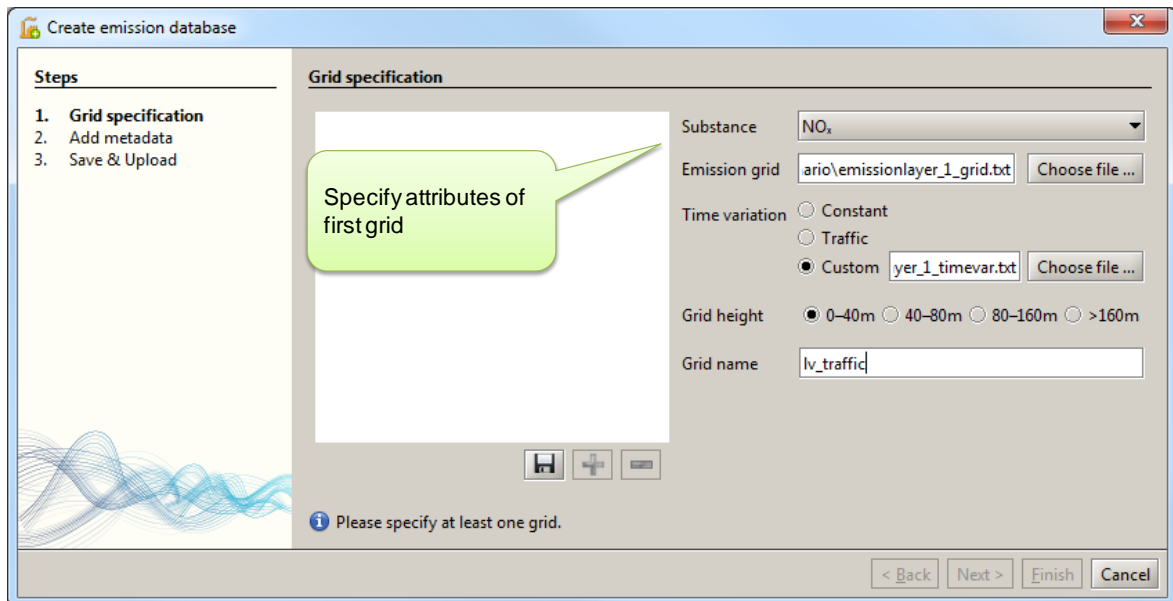 Create emission database
Steps
1. Grid specification
2. Add metadata
3. Save & Upload
Grid specification
Specify attributes of
first grid
Substance NOₓ
Emission grid ario\emissionlayer_1_grid.txt Choose file ...
Time variation Constant
Traffic
Custom yer_1_timevar.txt Choose file ...
Grid height 0–40m 40–80m 80–160m >160m
Grid name lv_traffic
Please specify at least one grid.
< Back Next > Finish Cancel